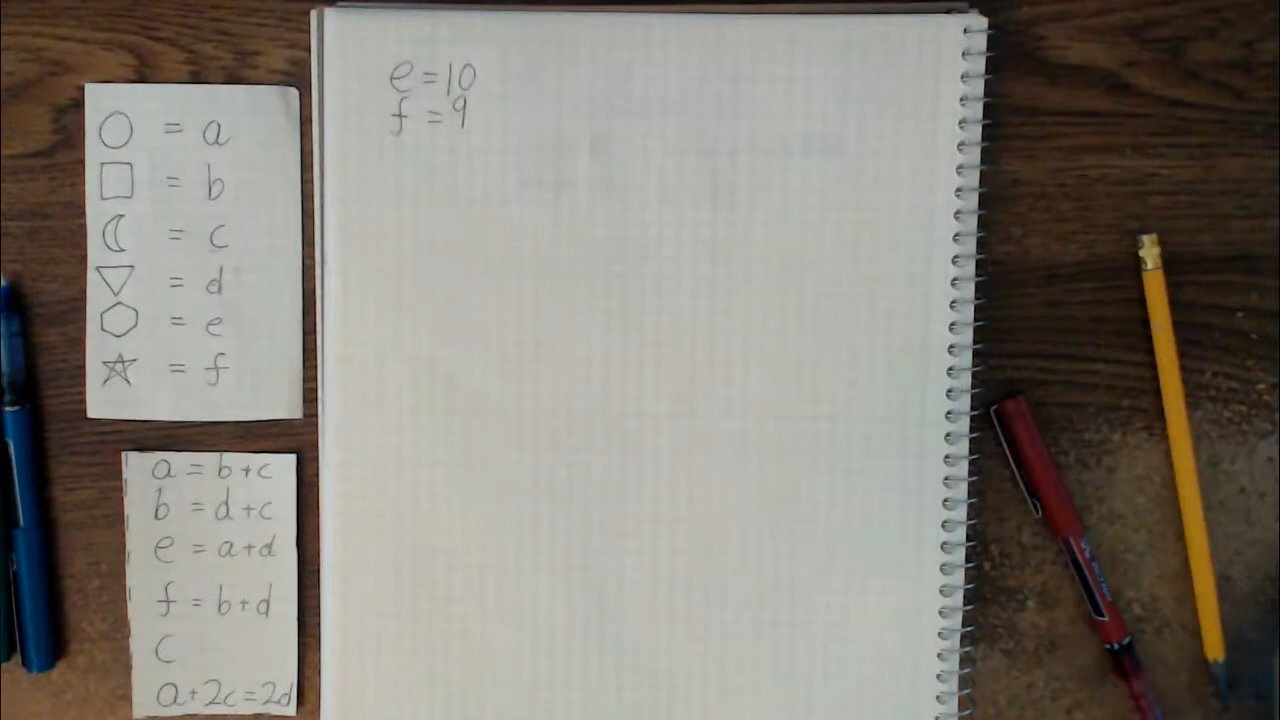 ○ = a
□ = b
☾ = c
▽ = d
⬡ = e
☆ = f
a = b+c
b = d+c
e = a+d
f = b+d
c
a+2c=2d
e=10
f=9